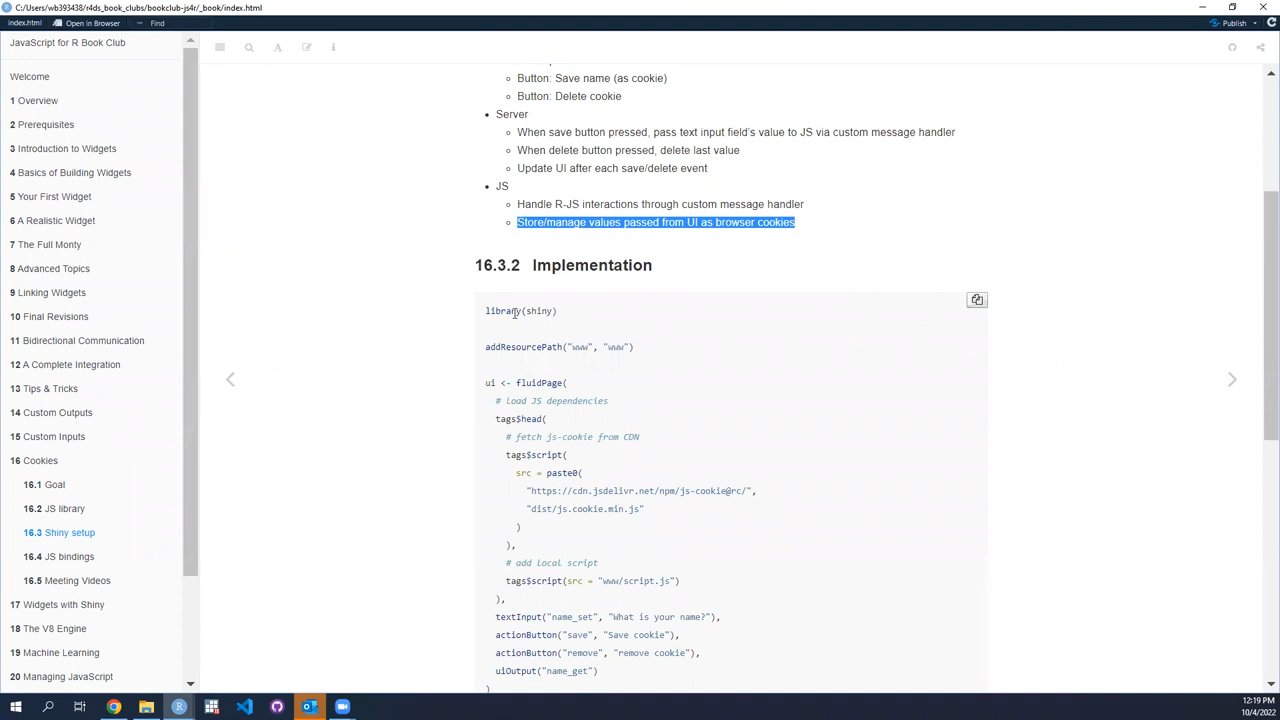 C:/Users/wb393438/r4ds_book_clubs/bookclub-js4r/_book/index.html
index.html
Open in Browser
Find
Publish
JavaScript for R Book Club
Welcome
1 Overview
2 Prerequisites
3 Introduction to Widgets
4 Basics of Building Widgets
5 Your First Widget
6 A Realistic Widget
7 The Full Monty
8 Advanced Topics
9 Linking Widgets
10 Final Revisions
11 Bidirectional Communication
12 A Complete Integration
13 Tips & Tricks
14 Custom Outputs
15 Custom Inputs
16 Cookies
16.1 Goal
16.2 JS library
16.3 Shiny setup
16.4 JS bindings
16.5 Meeting Videos
17 Widgets with Shiny
18 The V8 Engine
19 Machine Learning
20 Managing JavaScript
Button: Save name (as cookie)
Button: Delete cookie
Server
When save button pressed, pass text input field's value to JS via custom message handler
When delete button pressed, delete last value
Update UI after each save/delete event
JS
Handle R-JS interactions through custom message handler
Store/manage values passed from UI as browser cookies
16.3.2 Implementation
library(shiny)
addResourcePath("www", "www")
ui <- fluidPage(
# load JS dependencies
tags$head(
# fetch js-cookie from CDN
tags$script(
src = paste0(
"https://cdn.jsdelivr.net/npm/js-cookie@rc/",
"dist/js.cookie.min.js"
)
),
# add local script
tags$script(src = "www/script.js")
),
textInput("name_set", "What is your name?"),
actionButton("save", "Save cookie"),
actionButton("remove", "remove cookie"),
uiOutput("name_get")
)
12:19 PM
10/4/2022